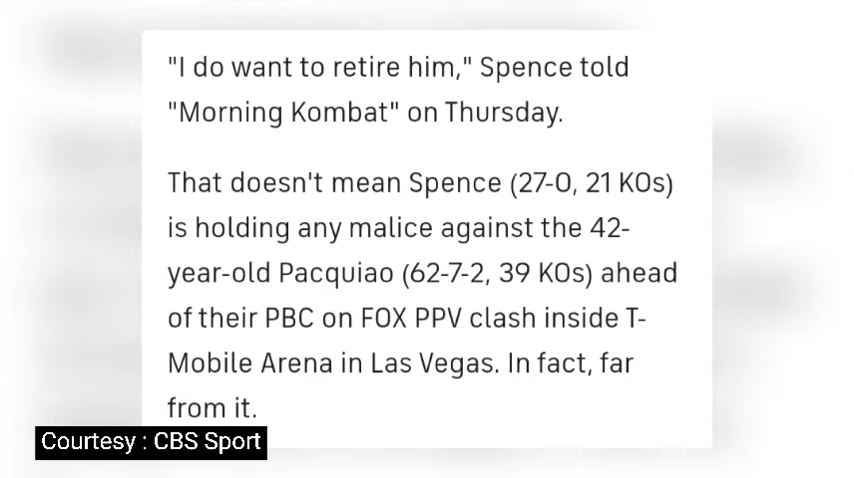 "I do want to retire him," Spence told
"Morning Kombat" on Thursday.
That doesn't mean Spence (27-0, 21 KOs)
is holding any malice against the 42-
year-old Pacquiao (62-7-2, 39 KOs) ahead
of their PBC on FOX PPV clash inside T-
Mobile Arena in Las Vegas. In fact, far
from it.
Courtesy : CBS Sport